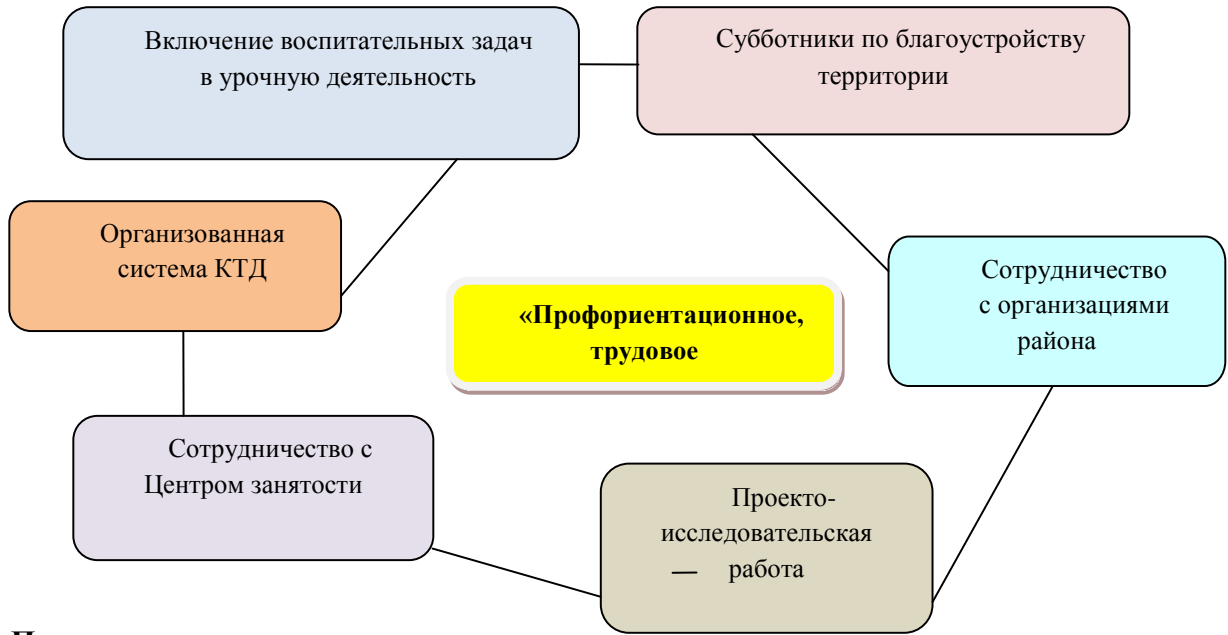 Включение воспитательных задач
в урочную деятельность
Субботники по благоустройству
территории
Организованная
система КТД
Сотрудничество
с организациями
района
«Профориентационное,
трудовое
Сотрудничество с
Центром занятости
Проекто-
исследовательская
— работа